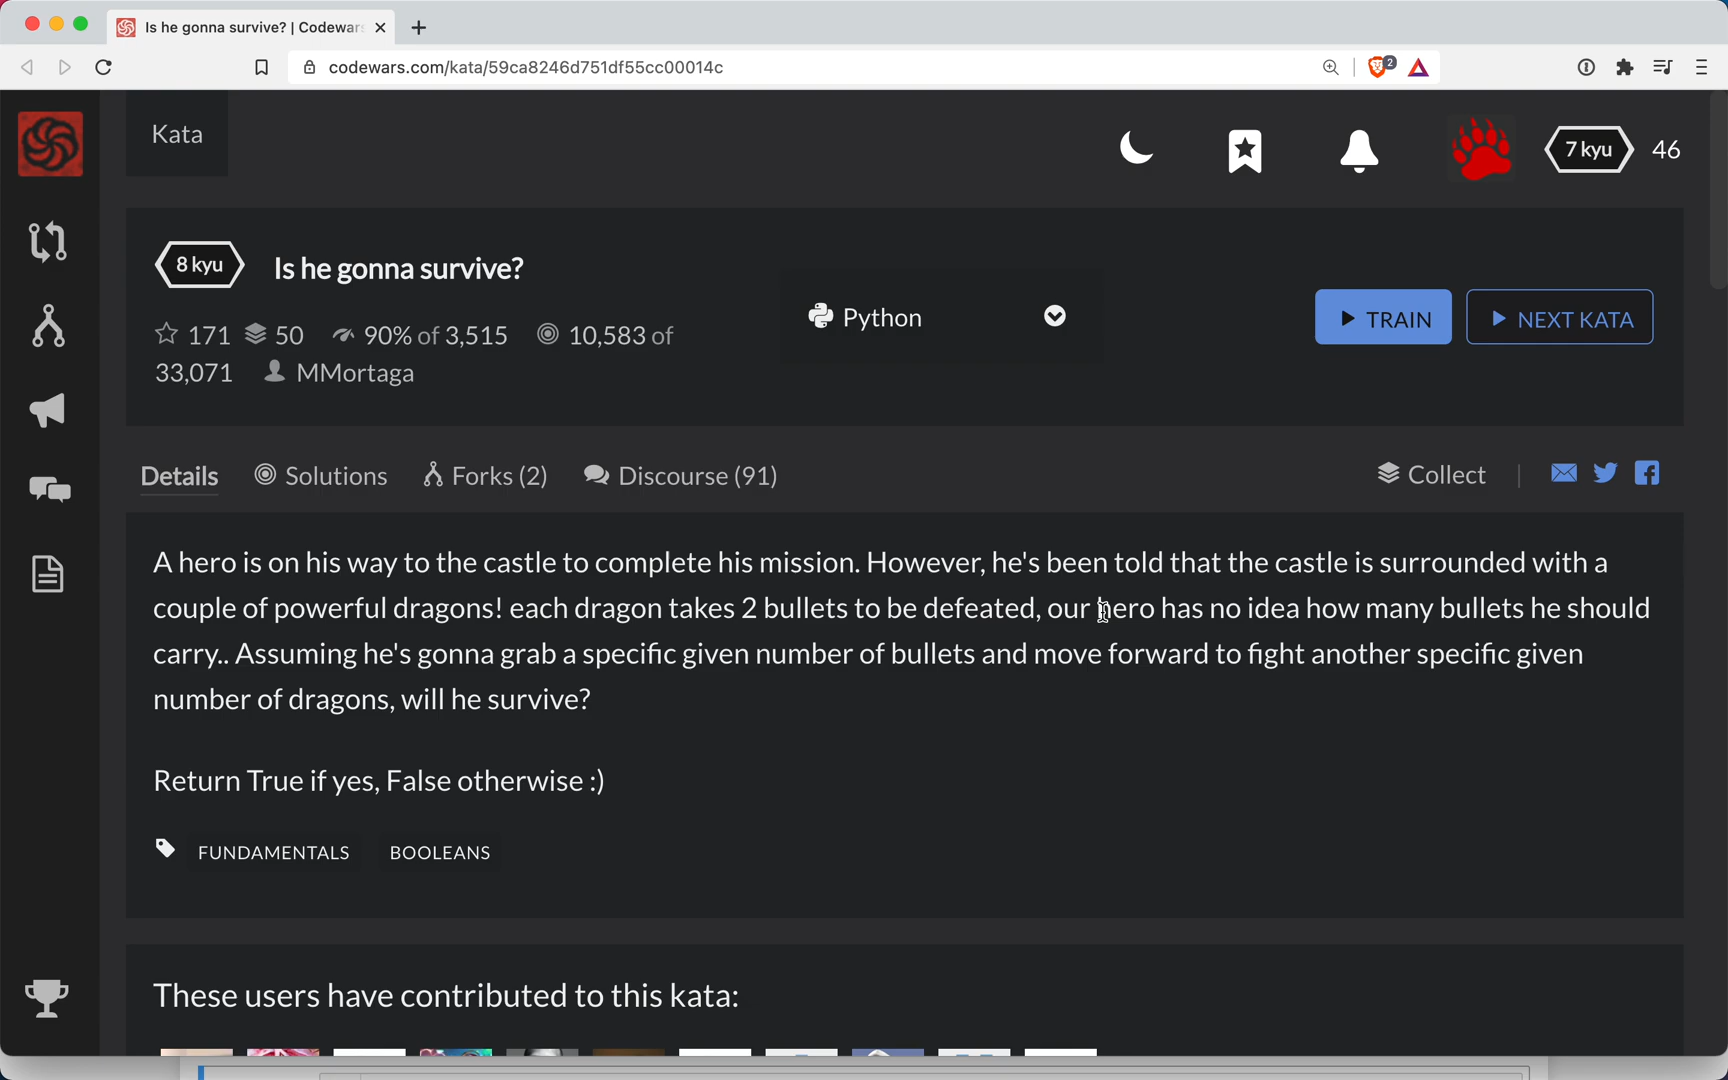 Is he gonna survive? | Codewars
codewars.com/kata/59ca8246d751df55cc00014c
2
Kata
7 kyu 46
8 kyu Is he gonna survive?
Python
TRAIN
NEXT KATA
171 50 90% of 3,515 10,583 of
33,071 MMortaga
Details Solutions Forks (2) Discourse (91) Collect
A hero is on his way to the castle to complete his mission. However, he's been told that the castle is surrounded with a
couple of powerful dragons! each dragon takes 2 bullets to be defeated, our hero has no idea how many bullets he should
carry.. Assuming he's gonna grab a specific given number of bullets and move forward to fight another specific given
number of dragons, will he survive?
Return True if yes, False otherwise :)
FUNDAMENTALS BOOLEANS
These users have contributed to this kata: